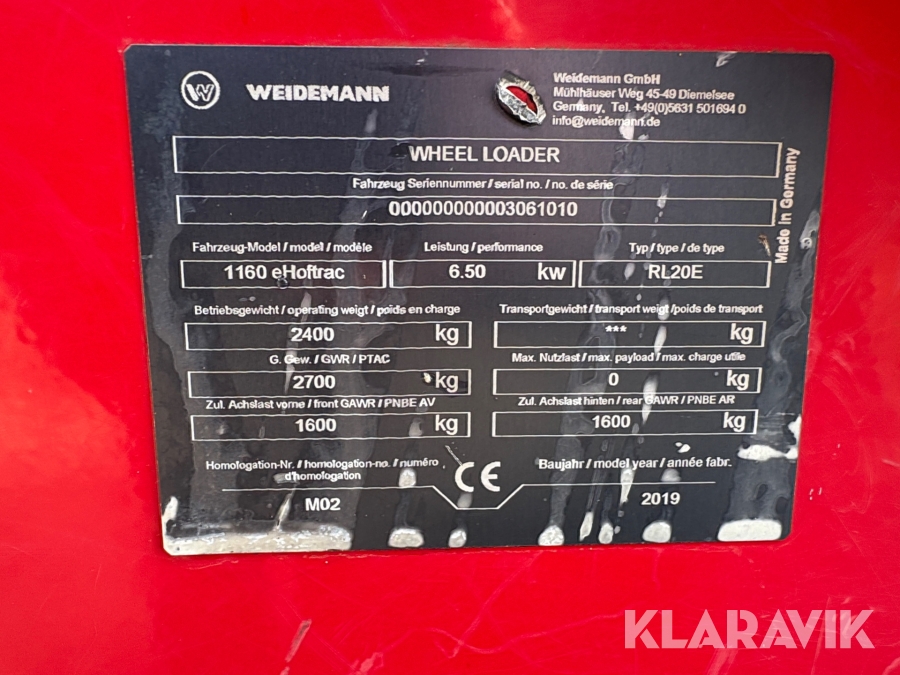 W WEIDEMANN
Weidemann GmbH
Mühlhäuser Weg 45-49 Diemelsee
Germany, Tel. +49(0)5631 501694 0
info@weidemann.de
WHEEL LOADER
Fahrzeug Seriennummer / serial no. / no. de série
000000000003061010
Made in Germany
Fahrzeug-Model / model / modèle Leistung / performance Typ / type / de type
1160 eHoftrac 6.50 kw RL20E
Betriebsgewicht / operating weigt / poids en charge Transportgewicht / transport weigt /poids de transport
2400 kg *** kg
G. Gew. / GWR / PTAC Max. Nutzlast / max. payload / max. charge utile
2700 kg 0 kg
Zul. Achslast vorne / front GAWR / PNBE AV Zul. Achslast hinten / rear GAWR / PNBE AR
1600 kg 1600 kg
Homologation-Nr. / homologation-no. / numéro d'homologation CE Baujahr / model year / année fabr.
M02 2019
KLARAVIK